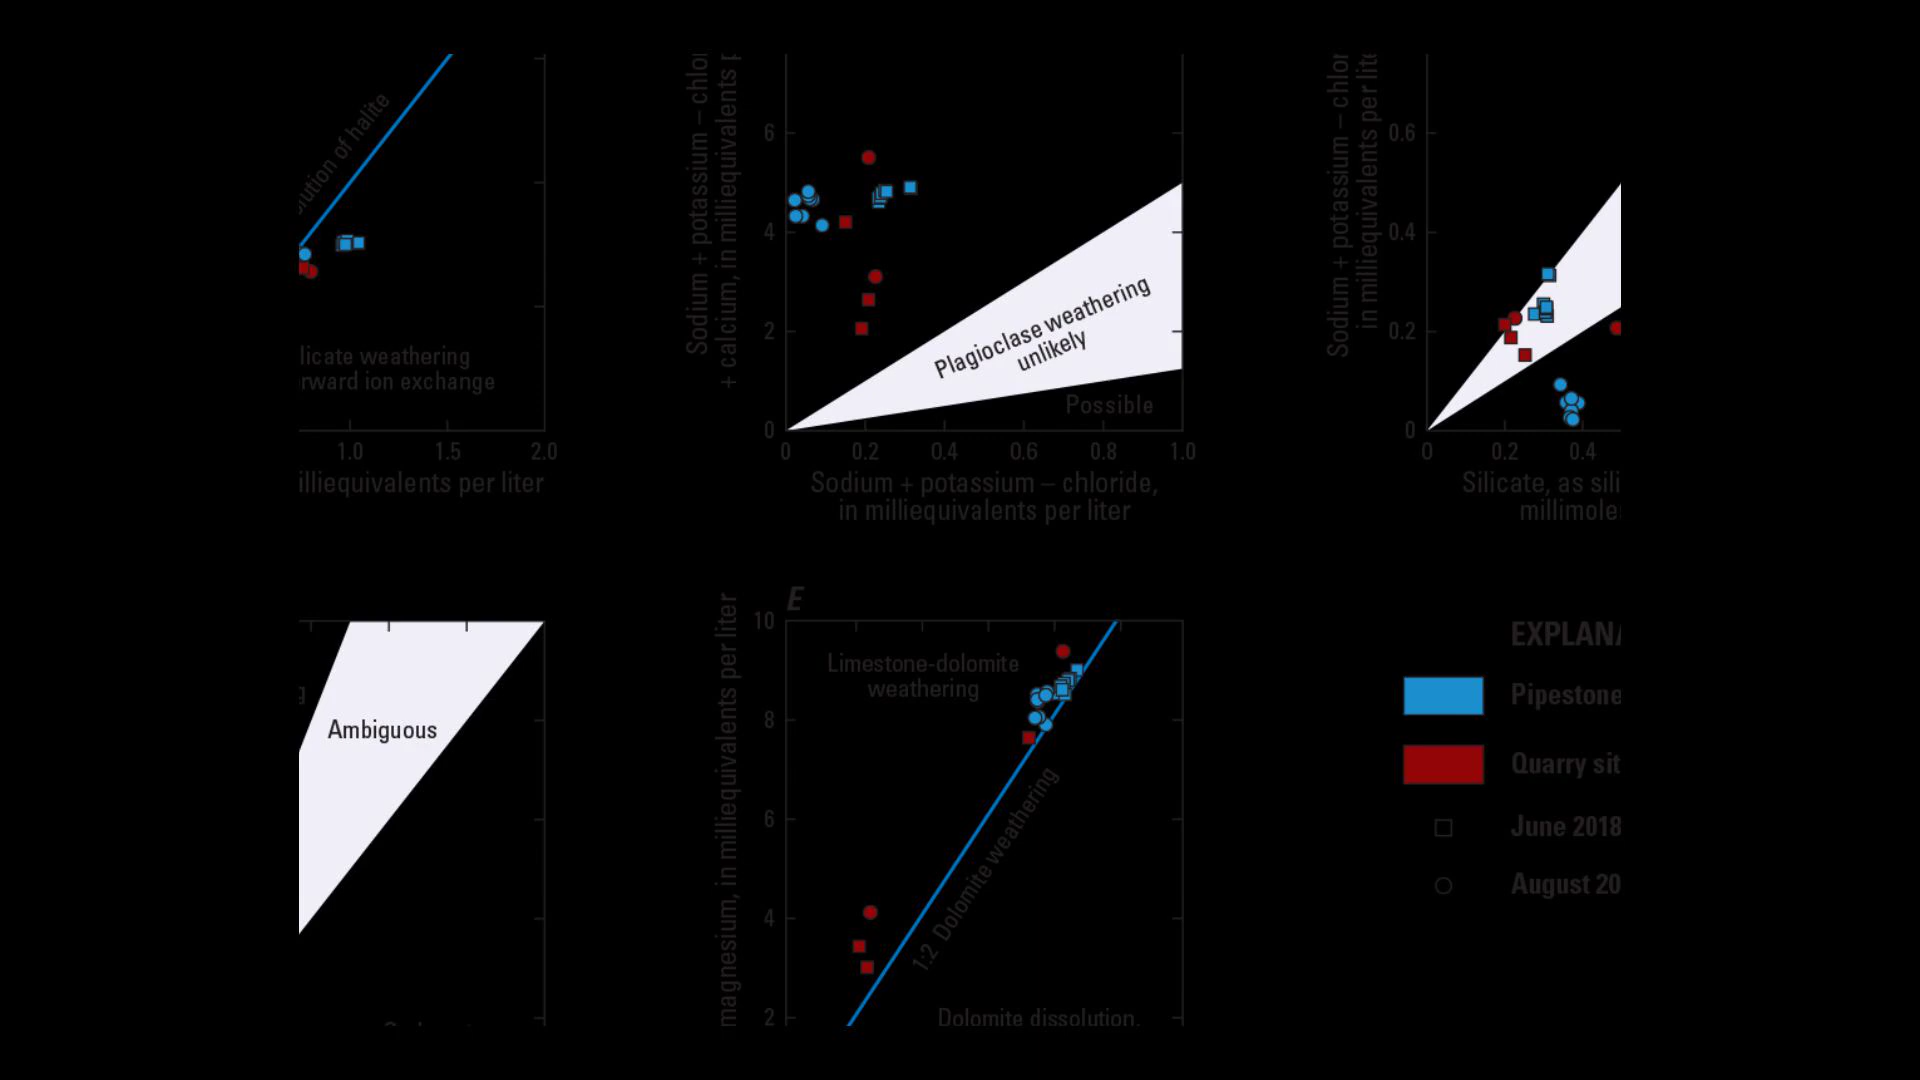 ution of halite
licate weathering
rward ion exchange
1.0 1.5 2.0
illiequivalents per liter
Sodium + potassium – chlo
+ calcium, in milliequivalents p
6
4
2
0
Plagioclase weathering
unlikely
Possible
0 0.2 0.4 0.6 0.8 1.0
Sodium + potassium – chloride,
in milliequivalents per liter
Sodium + potassium – chlor
in milliequivalents per lite
0.6
0.4
0.2
0
0 0.2 0.4
Silicate, as sili
millimole
Ambiguous
E
magnesium, in milliequivalents per liter
10
8
6
4
2
Limestone-dolomite
weathering
1:2 Dolomite weathering
Dolomite dissolution,
EXPLANA
Pipestone
Quarry sit
June 2018
August 20